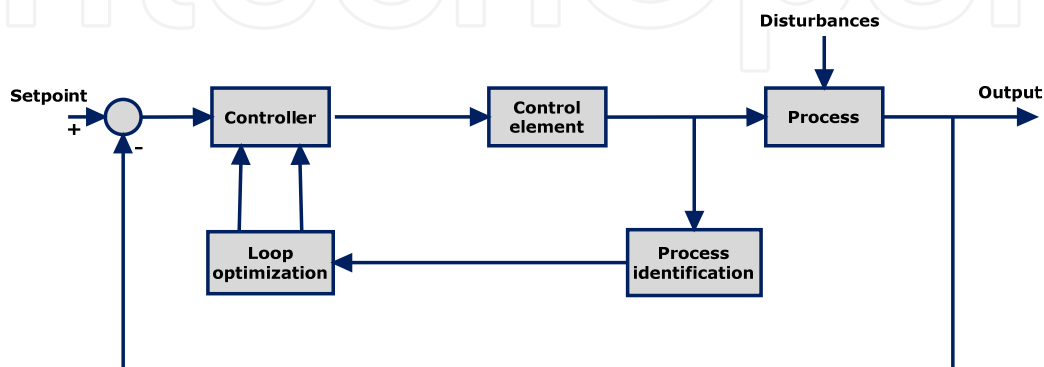 Disturbances
Setpoint
Output
+
-
Controller
Control
element
Process
Loop
optimization
Process
identification